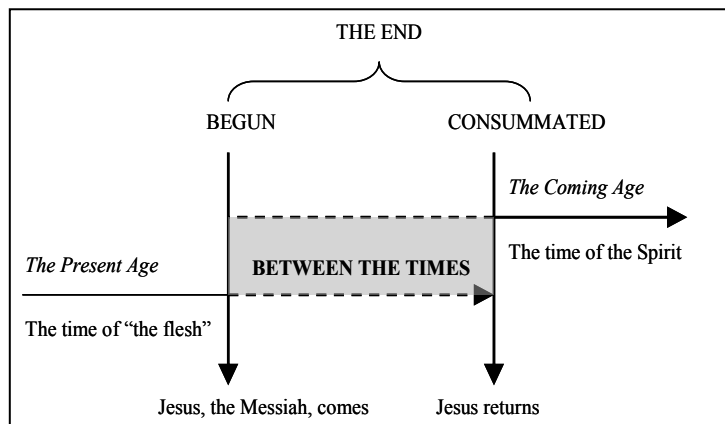 THE END
BEGUN
CONSUMMATED
The Coming Age
The time of the Spirit
BETWEEN THE TIMES
The Present Age
The time of “the flesh”
Jesus, the Messiah, comes
Jesus returns